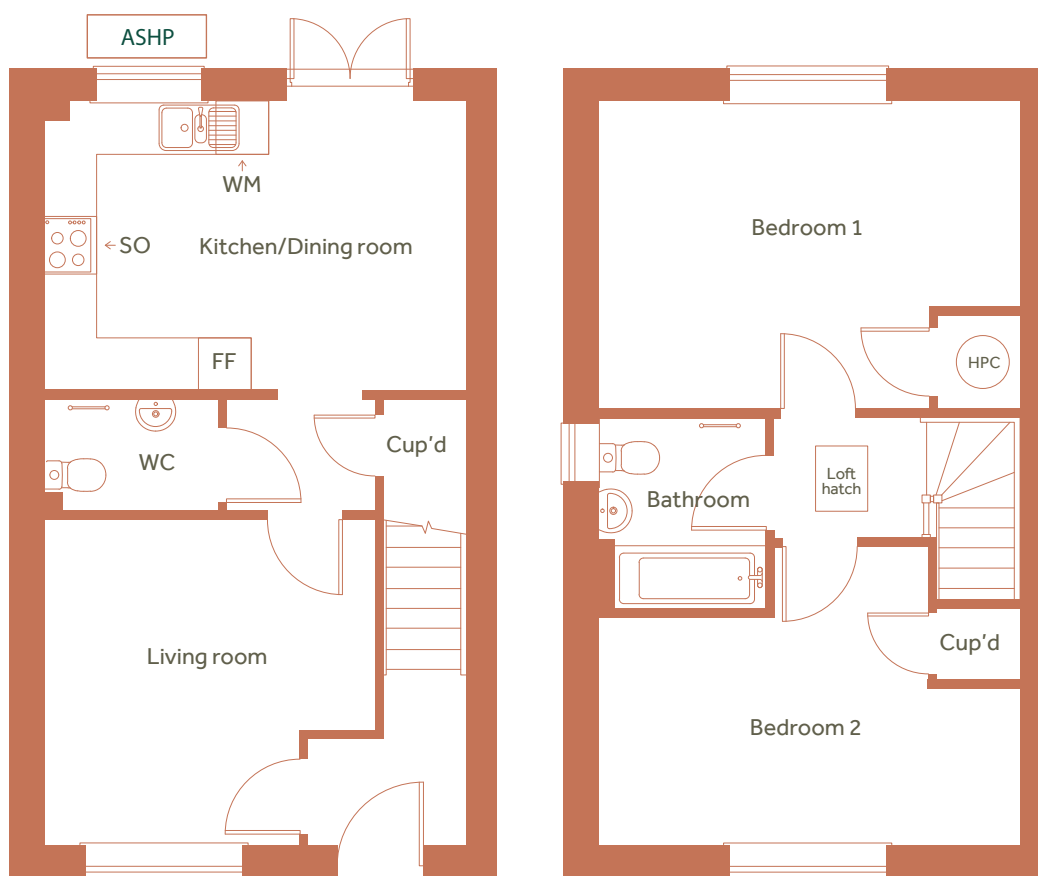 ASHP
WM
SO
Kitchen/Dining room
FF
WC
Cup'd
Living room
Bedroom 1
HPC
Loft
hatch
Bathroom
Cup'd
Bedroom 2